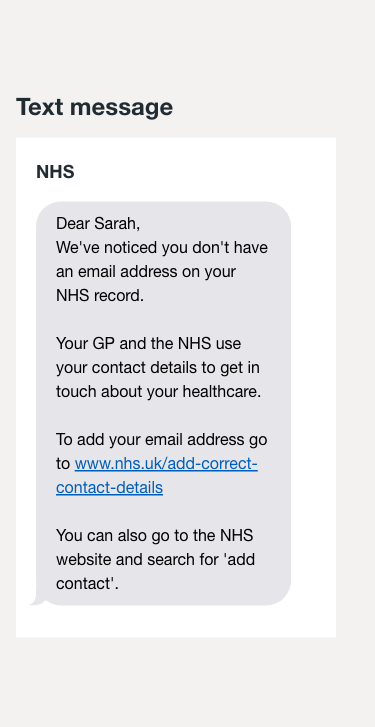 Text message
NHS
Dear Sarah,
We've noticed you don't have
an email address on your
NHS record.
Your GP and the NHS use
your contact details to get in
touch about your healthcare.
To add your email address go
to www.nhs.uk/add-correct-
contact-details
You can also go to the NHS
website and search for 'add
contact'.